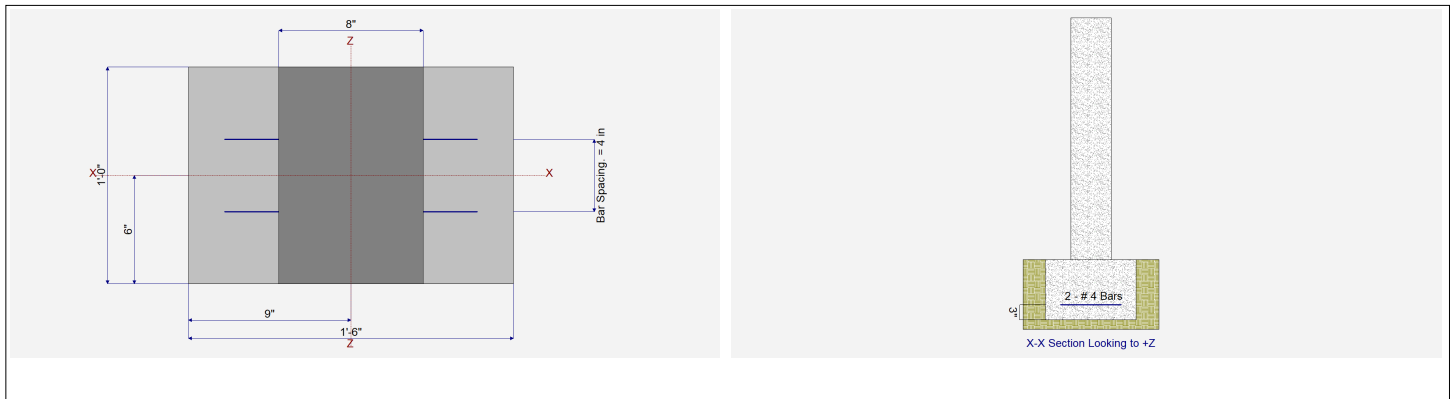 8"
Z
X
X
1'-0"
6"
Bar Spacing. = 4 in
9"
1'-6"
Z
2 - # 4 Bars
3"
X-X Section Looking to +Z